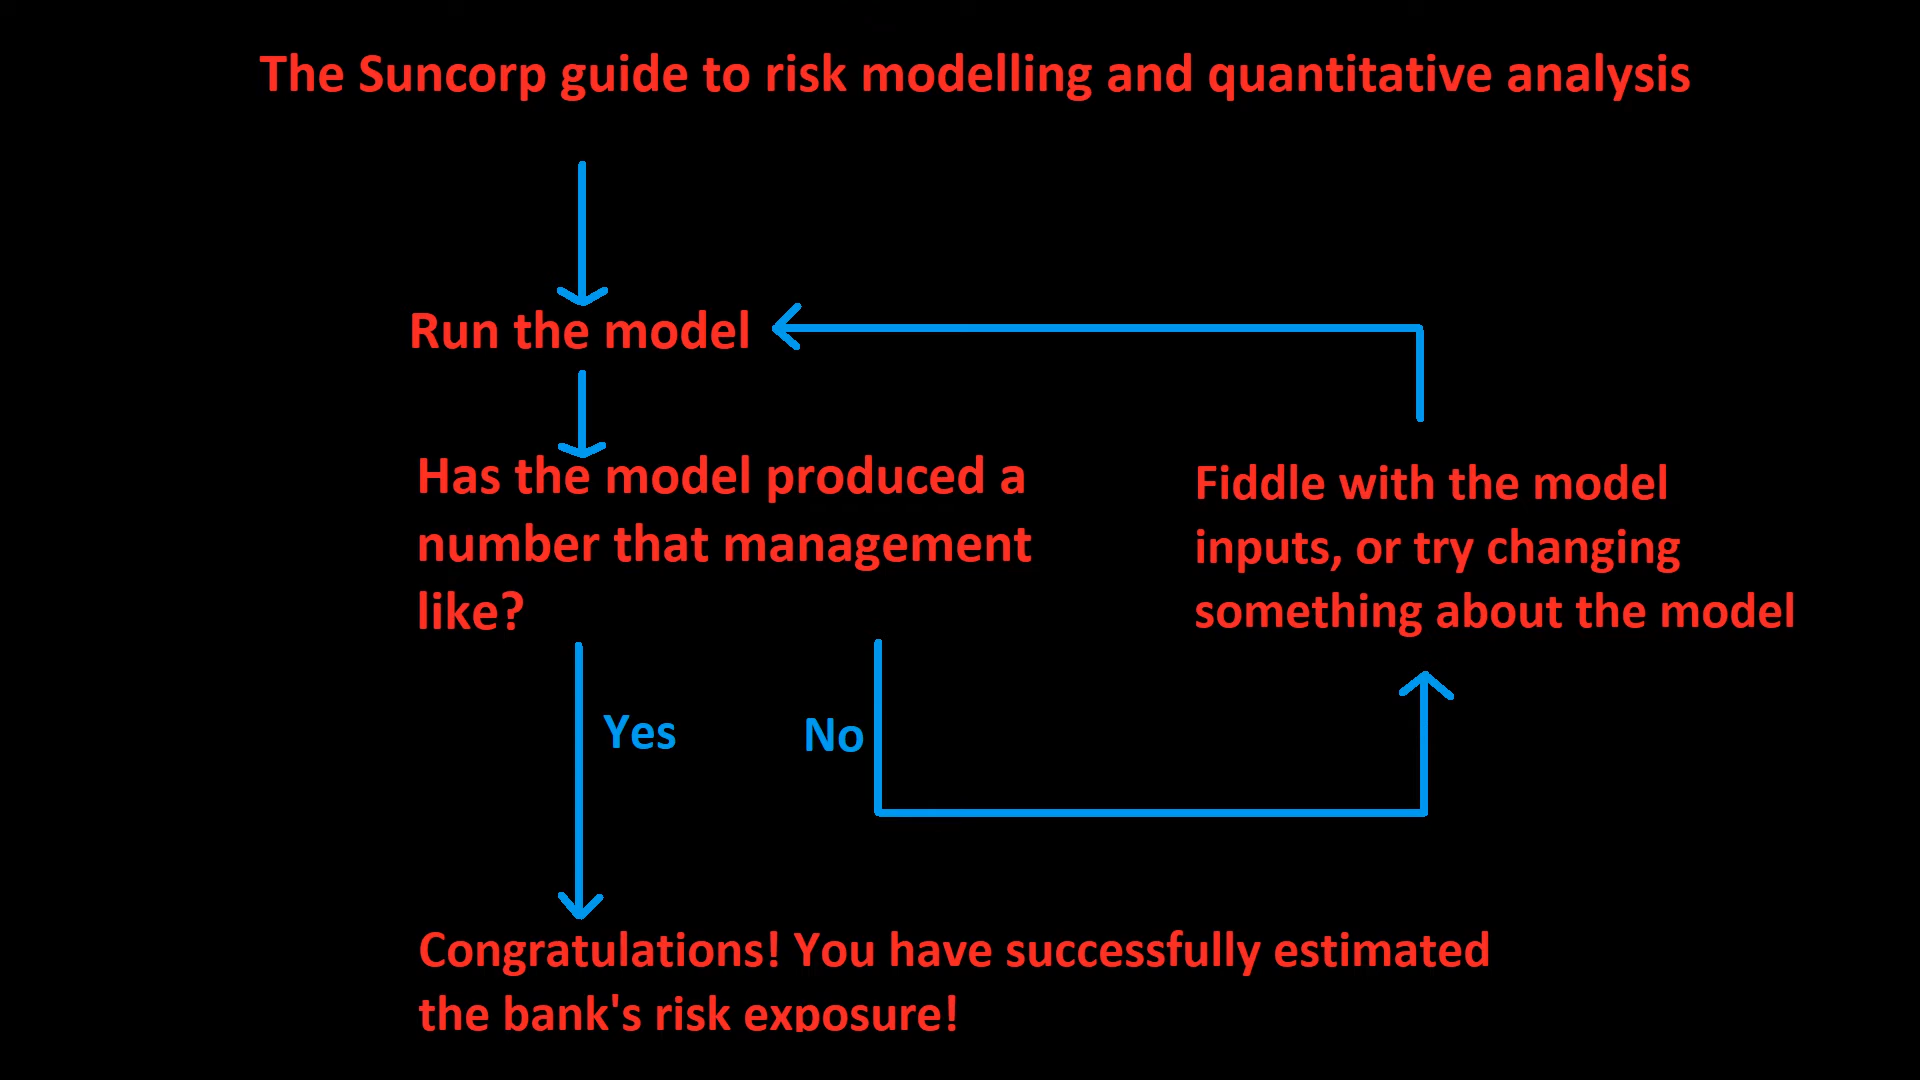 The Suncorp guide to risk modelling and quantitative analysis
Run the model
Has the model produced a
number that management
like?
Fiddle with the model
inputs, or try changing
something about the model
Yes
No
Congratulations! You have successfully estimated
the bank's risk exposure!